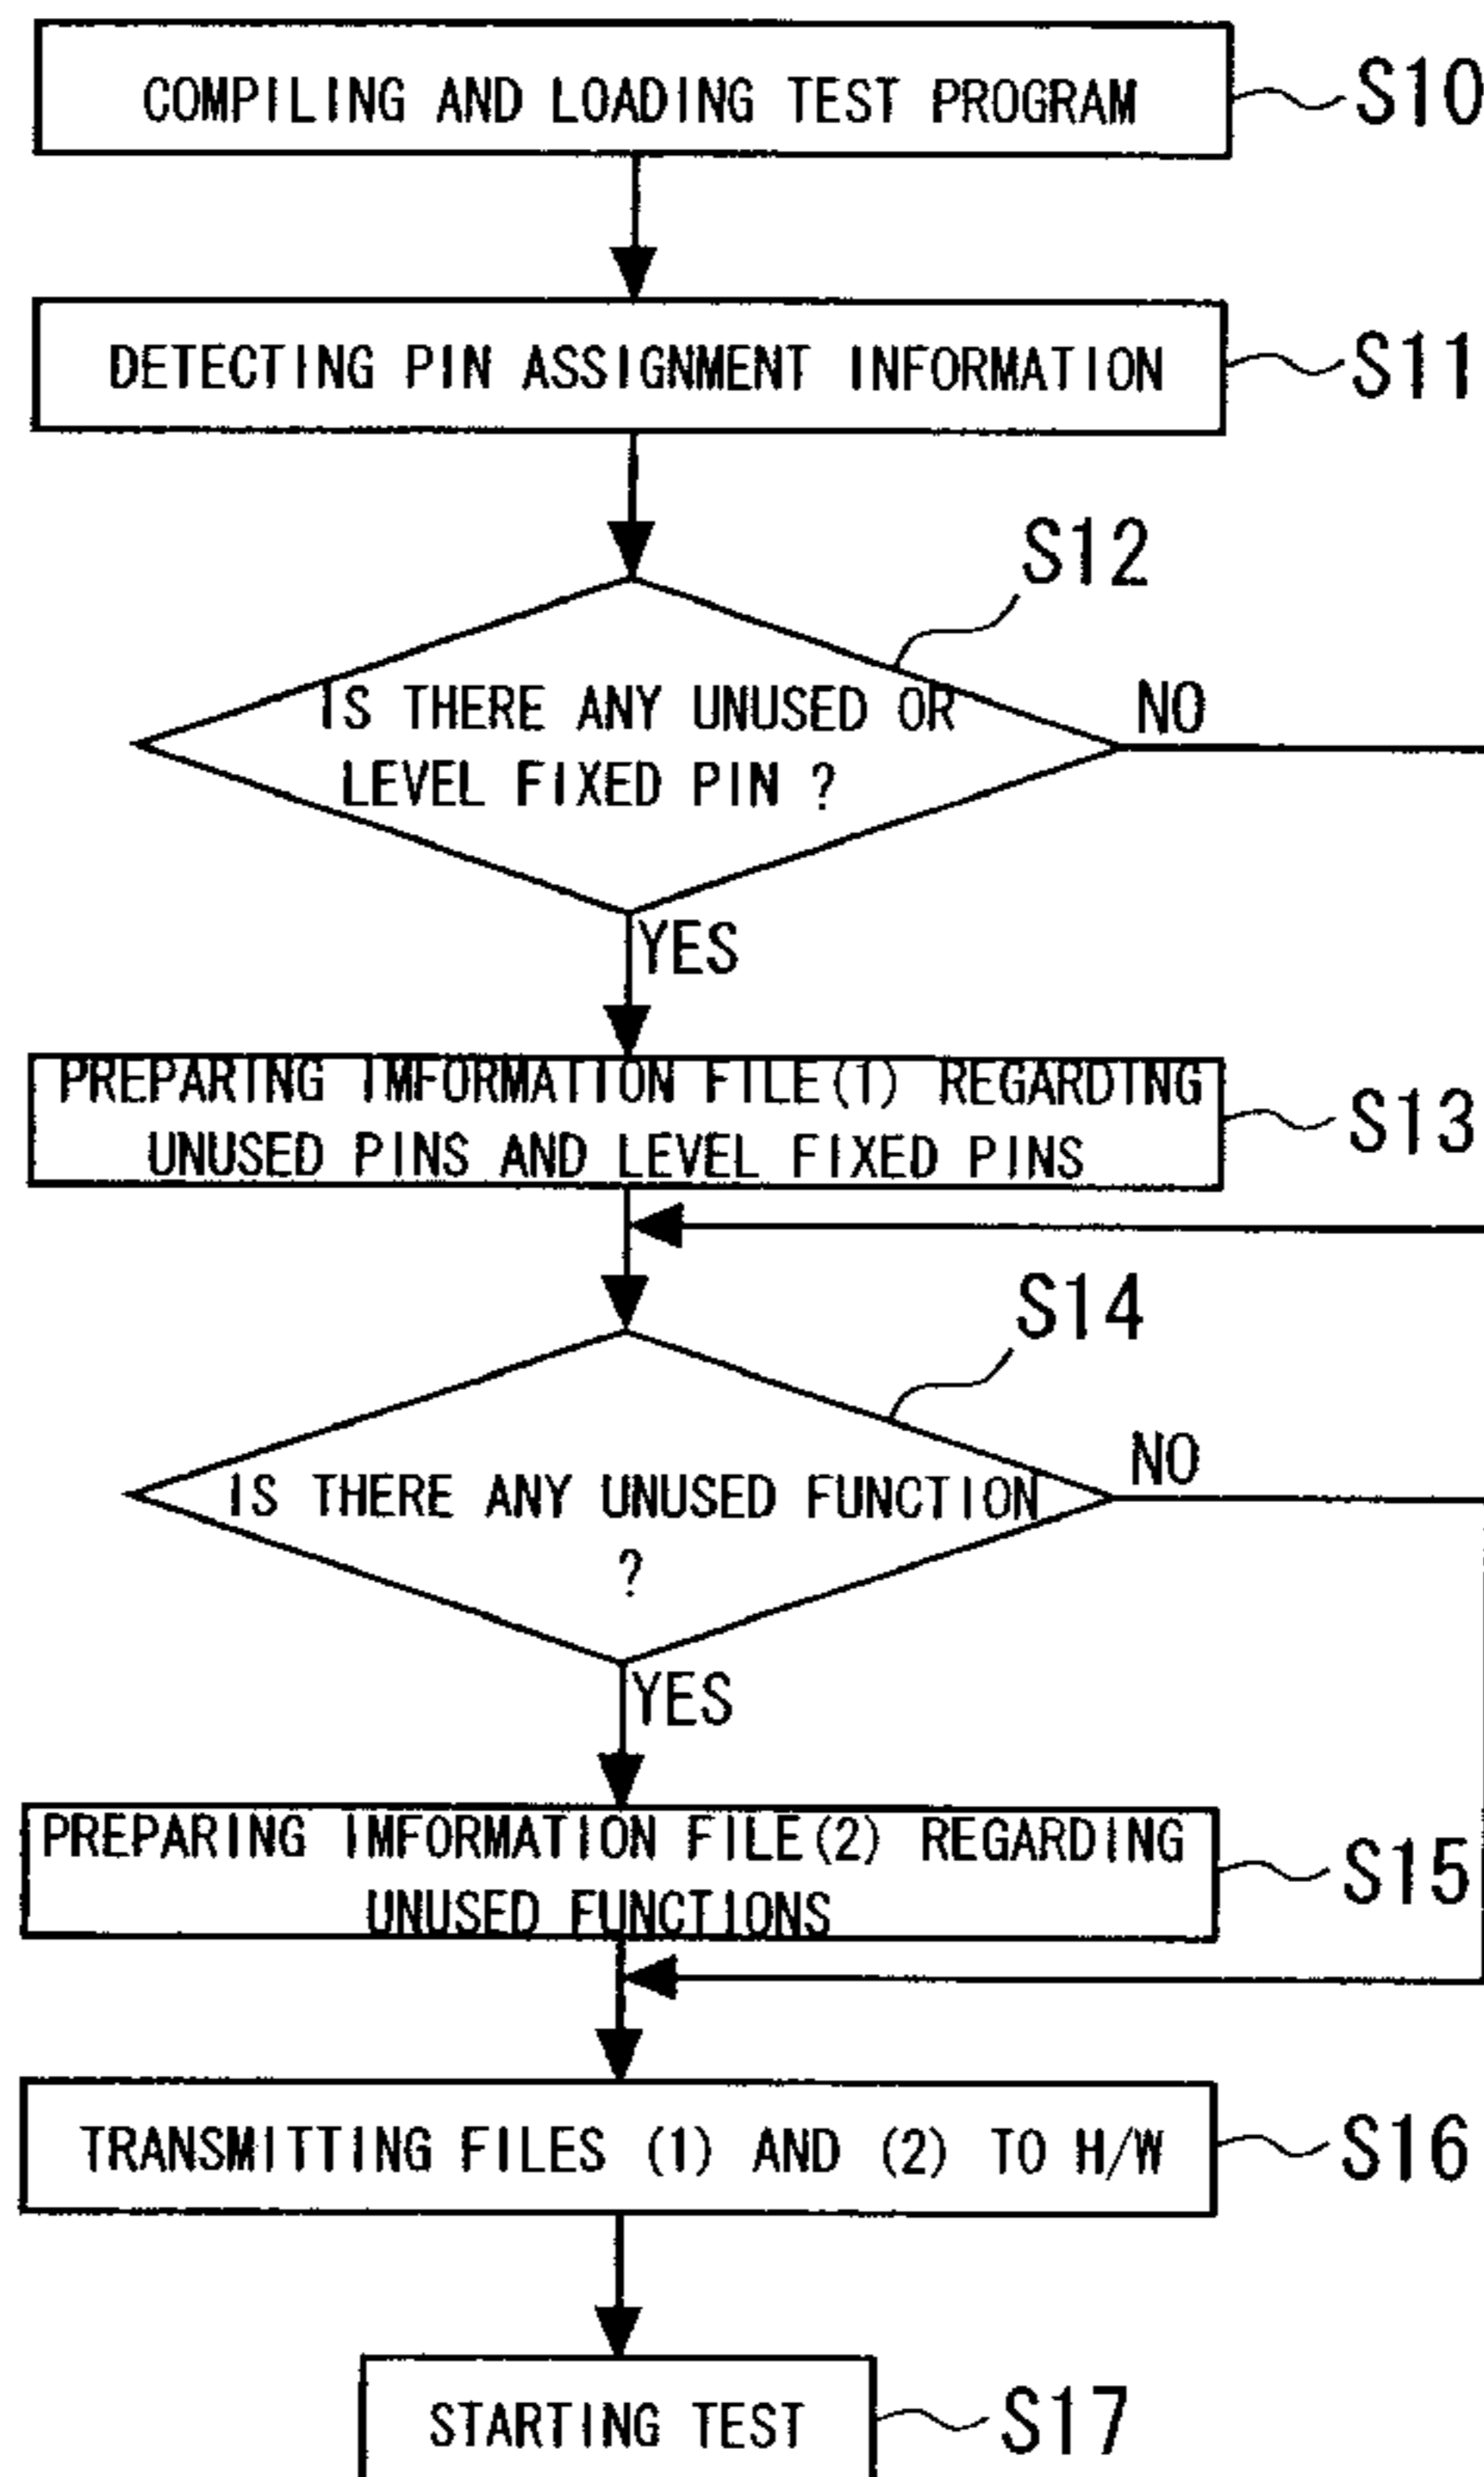 COMPILING AND LOADING TEST PROGRAM
S10
DETECTING PIN ASSIGNMENT INFORMATION
S11
S12
IS THERE ANY UNUSED OR
LEVEL FIXED PIN ?
NO
YES
PREPARING IMFORMATION FILE(1) REGARDING
UNUSED PINS AND LEVEL FIXED PINS
S13
S14
IS THERE ANY UNUSED FUNCTION
?
NO
YES
PREPARING IMFORMATION FILE(2) REGARDING
UNUSED FUNCTIONS
S15
TRANSMITTING FILES (1) AND (2) TO H/W
S16
STARTING TEST
S17